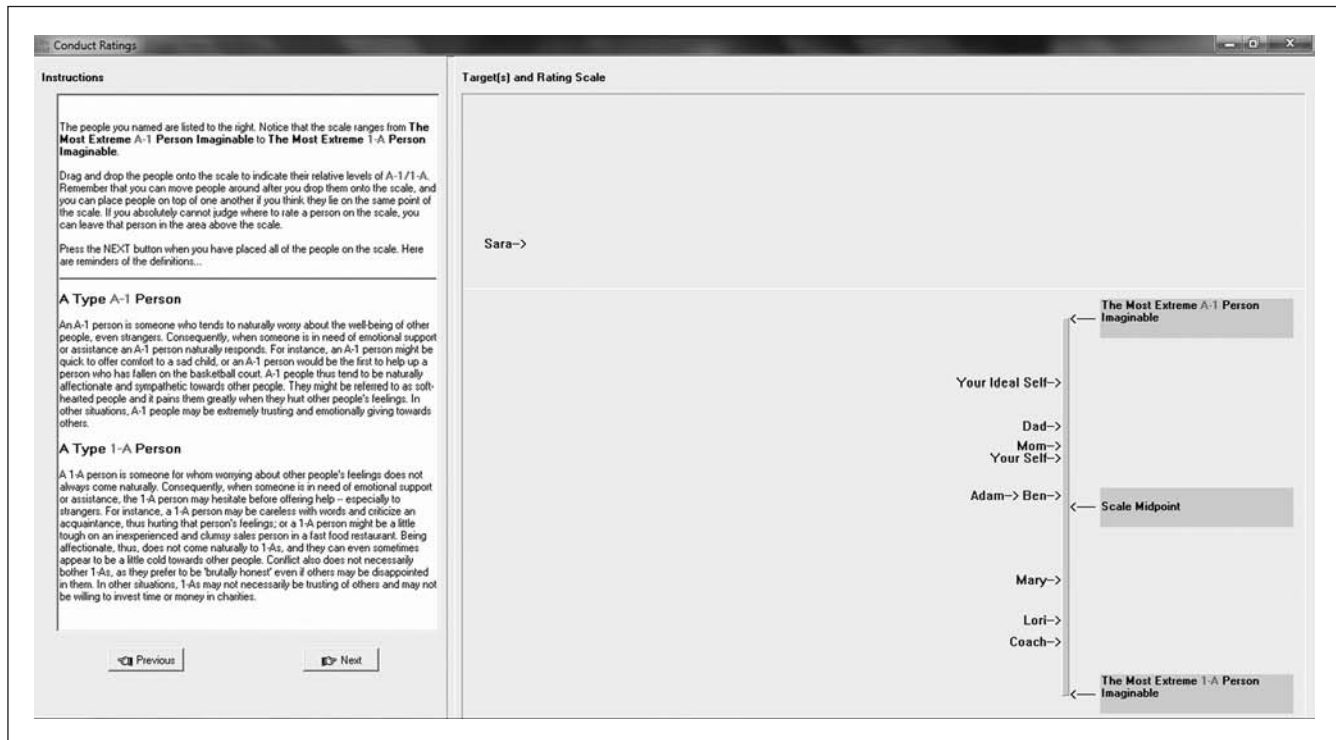 Conduct Ratings
Instructions
The people you named are listed to the right. Notice that the scale ranges from The
Most Extreme A-1 Person Imaginable to The Most Extreme 1-A Person
Imaginable.
Drag and drop the people onto the scale to indicate their relative levels of A-1/1-A.
Remember that you can move people around after you drop them onto the scale, and
you can place people on top of one another if you think they lie on the same point of
the scale. If you absolutely cannot judge where to rate a person on the scale, you
can leave that person in the area above the scale.
Press the NEXT button when you have placed all of the people on the scale. Here
are reminders of the definitions...
A Type A-1 Person
An A-1 person is someone who tends to naturally worry about the well-being of other
people, even strangers. Consequently, when someone is in need of emotional support
or assistance an A-1 person naturally responds. For instance, an A-1 person might be
quick to offer comfort to a sad child, or an A-1 person would be the first to help up a
person who has fallen on the basketball court. A-1 people thus tend to be naturally
affectionate and sympathetic towards other people. They might be referred to as soft-
hearted people and it pains them greatly when they hurt other people's feelings. In
other situations, A-1 people may be extremely trusting and emotionally giving towards
others.
A Type 1-A Person
A 1-A person is someone for whom worrying about other people's feelings does not
always come naturally. Consequently, when someone is in need of emotional support
or assistance, the 1-A person may hesitate before offering help -- especially to
strangers. For instance, a 1-A person may be careless with words and criticize an
acquaintance, thus hurting that person's feelings; or a 1-A person might be a little
tough on an inexperienced and clumsy sales person in a fast food restaurant. Being
affectionate, thus, does not come naturally to 1-As, and they can even sometimes
appear to be a little cold towards other people. Conflict also does not necessarily
bother 1-As, as they prefer to be 'brutally honest' even if others may be disappointed
in them. In other situations, 1-As may not necessarily be trusting of others and may not
be willing to invest time or money in charities.
Previous
Next
Target(s) and Rating Scale
Sara-->
The Most Extreme A-1 Person
Imaginable
Your Ideal Self-->
Dad-->
Mom-->
Your Self-->
Adam--> Ben-->
Scale Midpoint
Mary-->
Lori-->
Coach-->
The Most Extreme 1-A Person
Imaginable